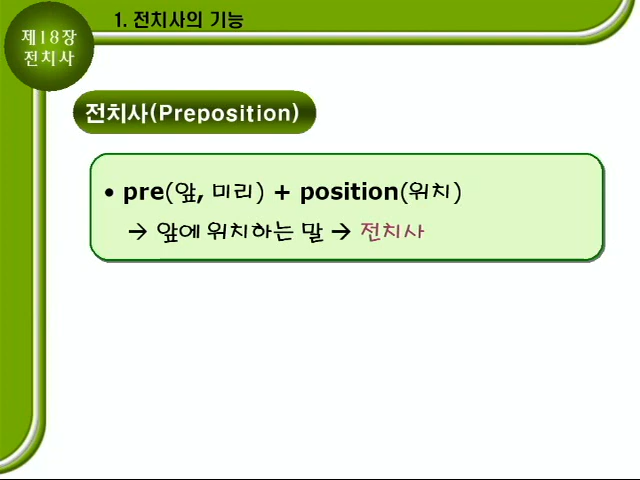 제18장
전치사
1. 전치사의 기능
전치사(Preposition)
• pre(앞, 미리) + position(위치)
→ 앞에 위치하는 말 → 전치사